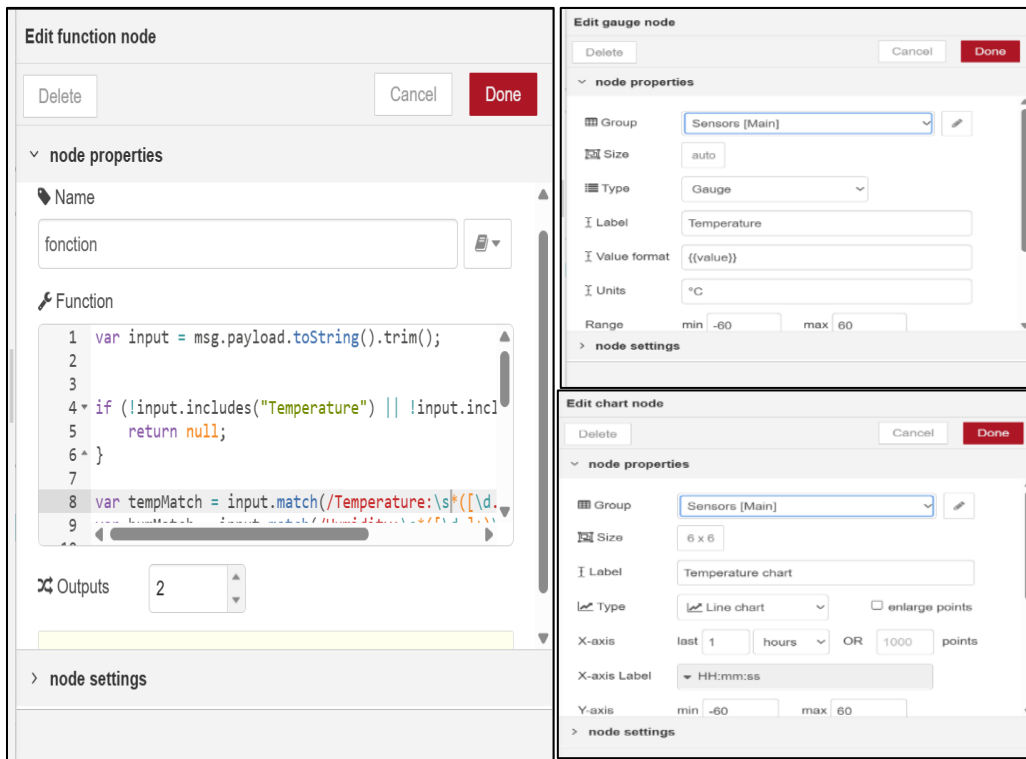 Edit function node
Delete
Cancel
Done
node properties
Name
fonction
Function
1 var input = msg.payload.toString().trim();
2
3
4 if (!input.includes("Temperature") || !input.incl
5 return null;
6 }
7
8 var tempMatch = input.match(/Temperature:\s*([\d.
9
Outputs
2
node settings
Edit gauge node
Delete
Cancel
Done
node properties
Group
Sensors [Main]
Size
auto
Type
Gauge
Label
Temperature
Value format
{{value}}
Units
°C
Range
min -60
max 60
node settings
Edit chart node
Delete
Cancel
Done
node properties
Group
Sensors [Main]
Size
6 x 6
Label
Temperature chart
Type
Line chart
enlarge points
X-axis
last 1 hours OR 1000 points
X-axis Label
HH:mm:ss
Y-axis
min -60
max 60
node settings